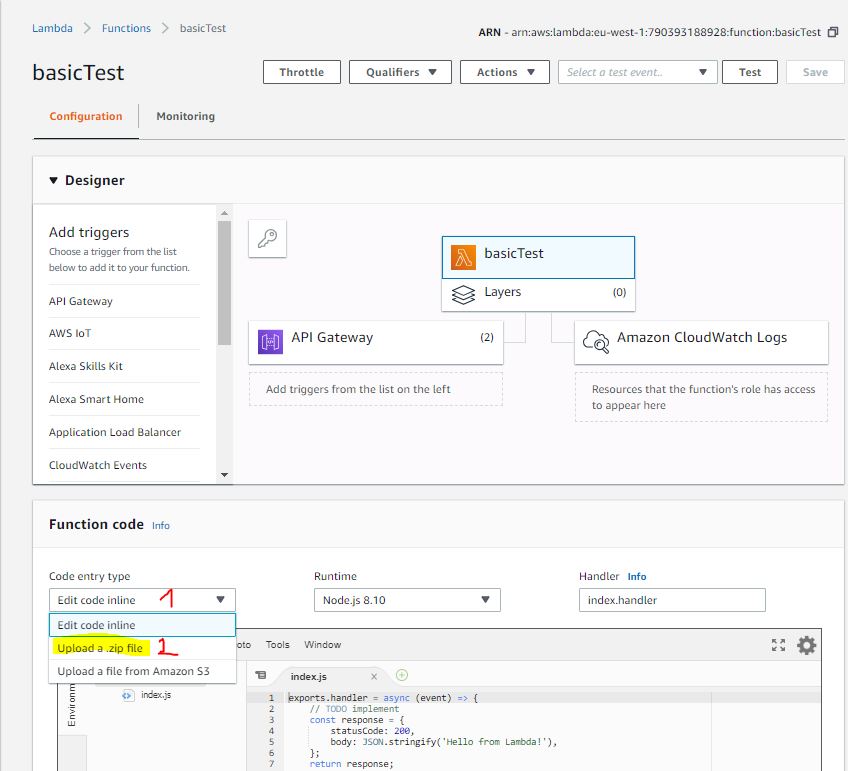 Lambda > Functions > basicTest
ARN - arn:aws:lambda:eu-west-1:790393188928:function:basicTest
basicTest
Throttle Qualifiers Actions Select a test event.. Test Save
Configuration Monitoring
Designer
Add triggers
Choose a trigger from the list
below to add it to your function.
API Gateway
AWS IoT
Alexa Skills Kit
Alexa Smart Home
Application Load Balancer
CloudWatch Events
basicTest
Layers (0)
API Gateway (2)
Amazon CloudWatch Logs
Add triggers from the list on the left
Resources that the function's role has access
to appear here
Function code Info
Code entry type Runtime Handler Info
Edit code inline 1 Node.js 8.10 index.handler
Edit code inline
Upload a .zip file 1
Upload a file from Amazon S3
oto Tools Window
Environm
index.js
index.js
1 exports.handler = async (event) => {
2 // TODO implement
3 const response = {
4 statusCode: 200,
5 body: JSON.stringify('Hello from Lambda!'),
6 };
7 return response;